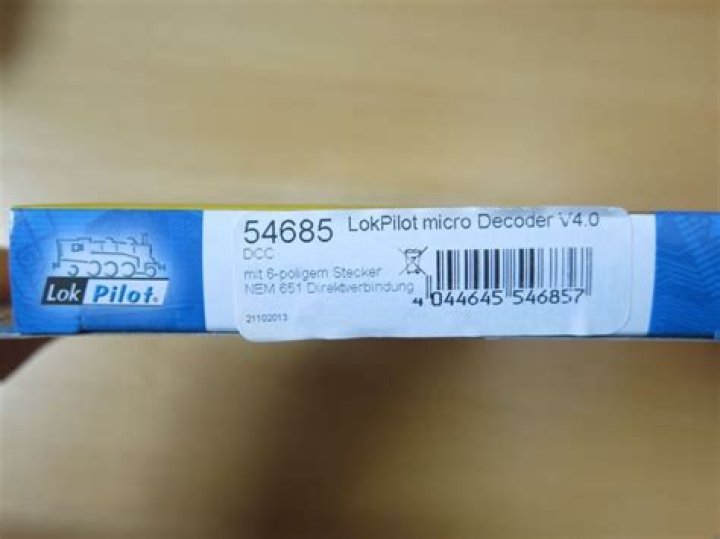 Lok Pilot®
54685 LokPilot micro Decoder V4.0
DCC
mit 6-poligem Stecker
NEM 651 Direktverbindung
4 044645 546857
21102013